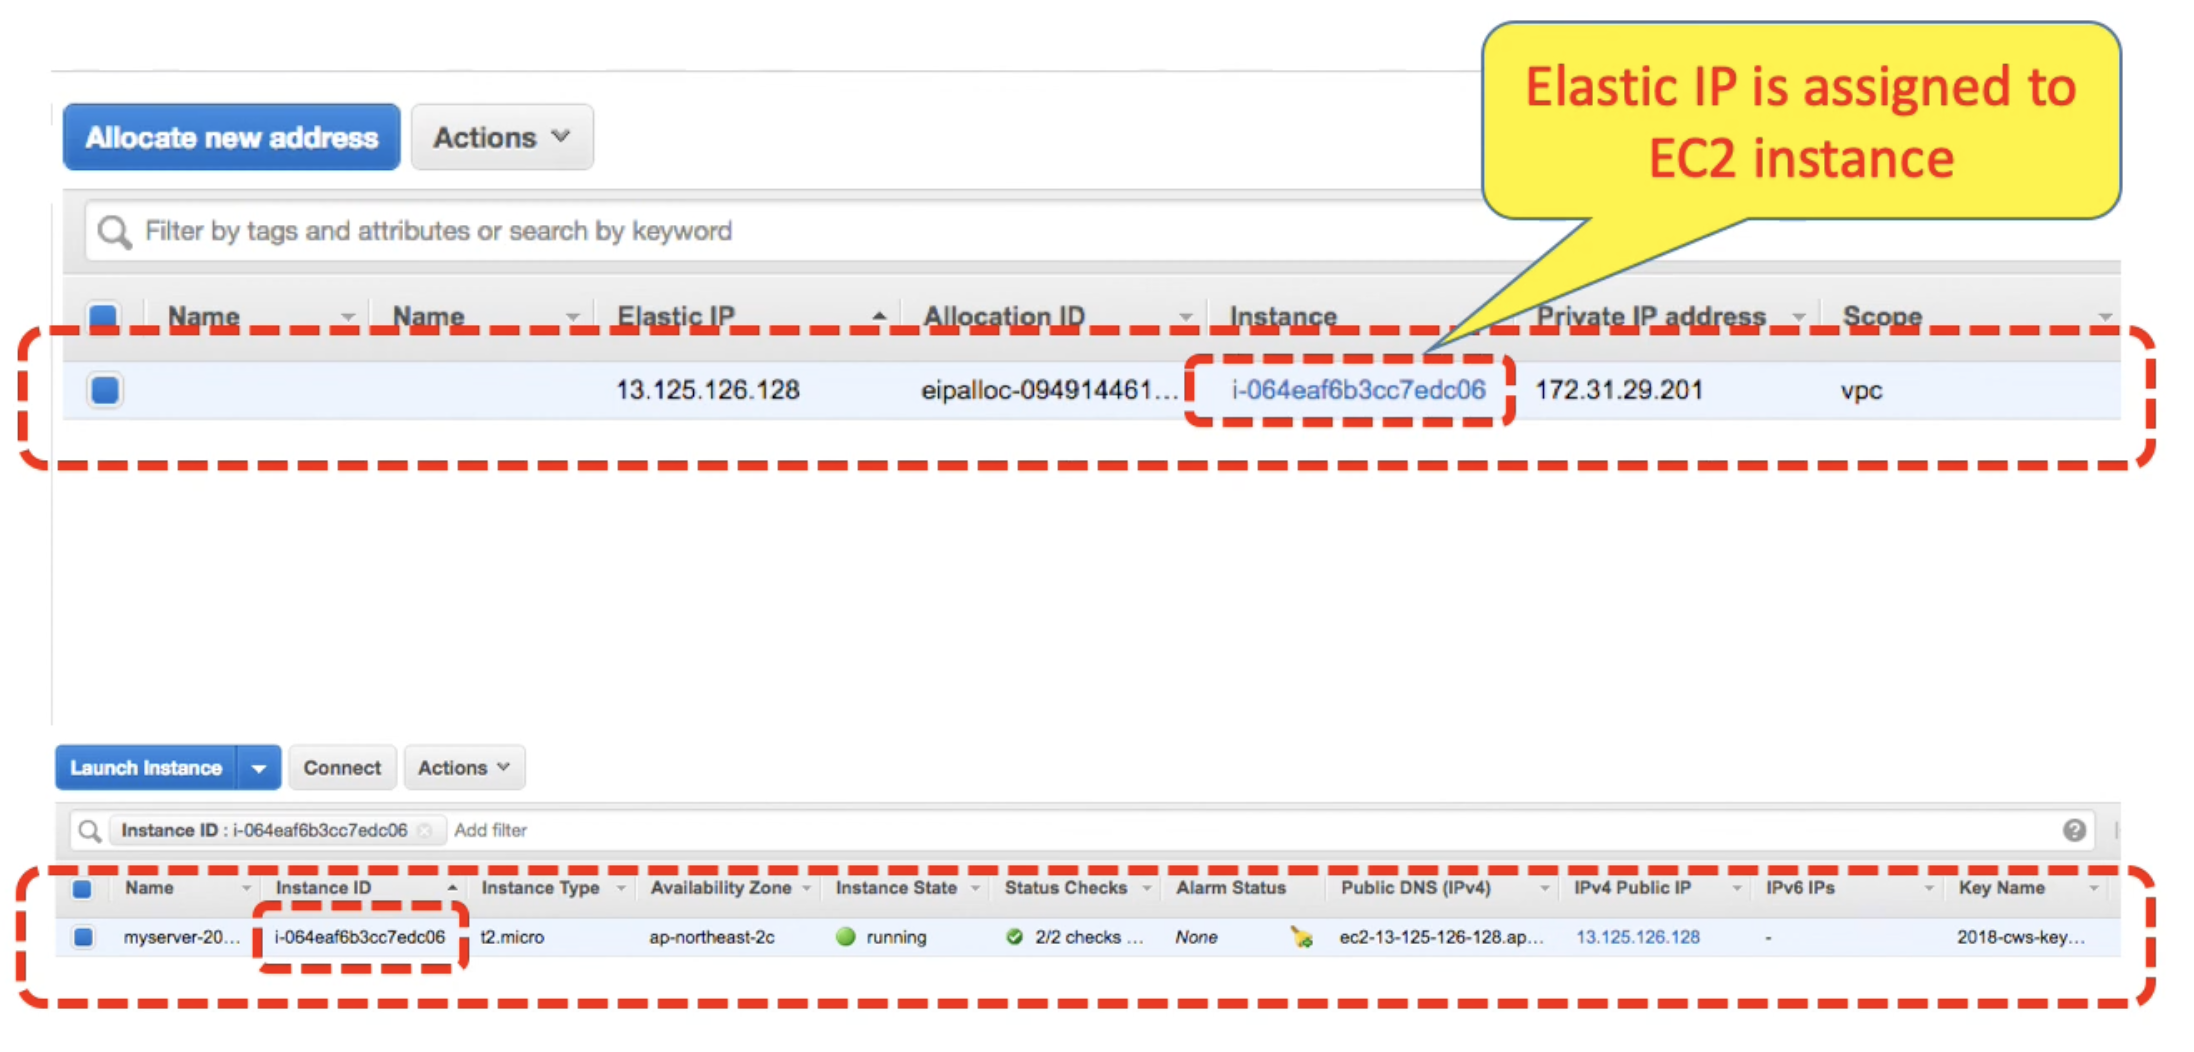 Elastic IP is assigned to
EC2 instance
Allocate new address Actions
Filter by tags and attributes or search by keyword
Name Name Elastic IP Allocation ID Instance Private IP address Scope
13.125.126.128 eipalloc-094914461... i-064eaf6b3cc7edc06 172.31.29.201 vpc
Launch Instance Connect Actions
Instance ID : i-064eaf6b3cc7edc06 Add filter
Name Instance ID Instance Type Availability Zone Instance State Status Checks Alarm Status Public DNS (IPv4) IPv4 Public IP IPv6 IPs Key Name
myserver-20... i-064eaf6b3cc7edc06 t2.micro ap-northeast-2c running 2/2 checks ... None ec2-13-125-126-128.ap... 13.125.126.128 - 2018-cws-key...